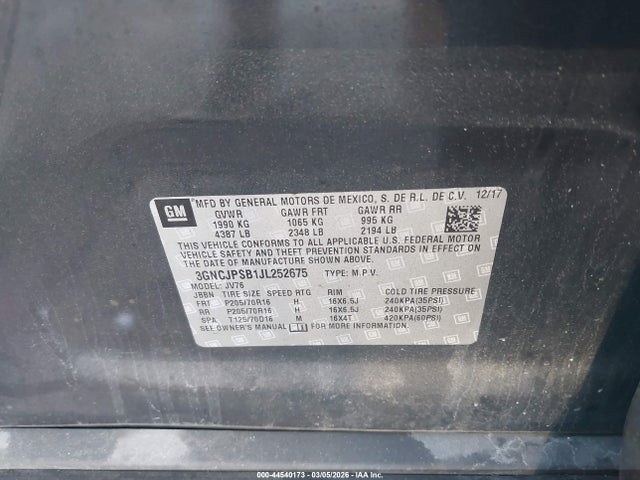 GM
MFD BY GENERAL MOTORS DE MEXICO, S. DE R.L. DE C.V. 12/17
GVWR GAWR FRT GAWR RR
1990 KG 1065 KG 995 KG
4387 LB 2348 LB 2194 LB
THIS VEHICLE CONFORMS TO ALL APPLICABLE U.S. FEDERAL MOTOR
VEHICLE SAFETY, BUMPER, AND THEFT PREVENTION STANDARDS IN EFFECT ON THE
DATE OF MANUFACTURE SHOWN ABOVE.
3GNCJPSB1JL252675 TYPE: M.P.V.
MODEL: JV76
JBBN TIRE SIZE SPEED RTG RIM COLD TIRE PRESSURE
FRT P205/70R16 H 16X6.5J 240KPA(35PSI)
RR P205/70R16 H 16X6.5J 240KPA(35PSI)
SPA T125/70D16 M 16X4T 420KPA(60PSI)
SEE OWNER'S MANUAL FOR MORE INFORMATION.
000-44540173 - 03/05/2026 - IAA Inc.